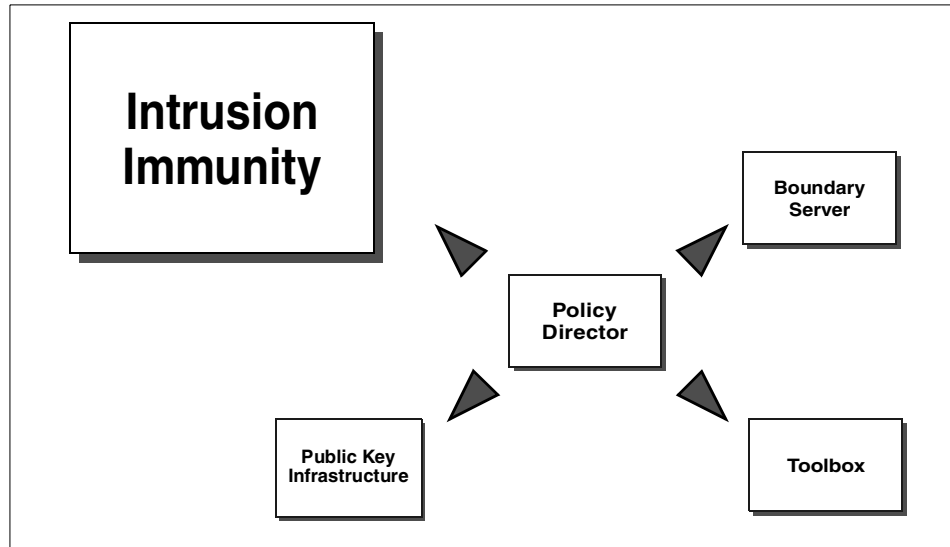 Intrusion
Immunity
Boundary
Server
Policy
Director
Public Key
Infrastructure
Toolbox